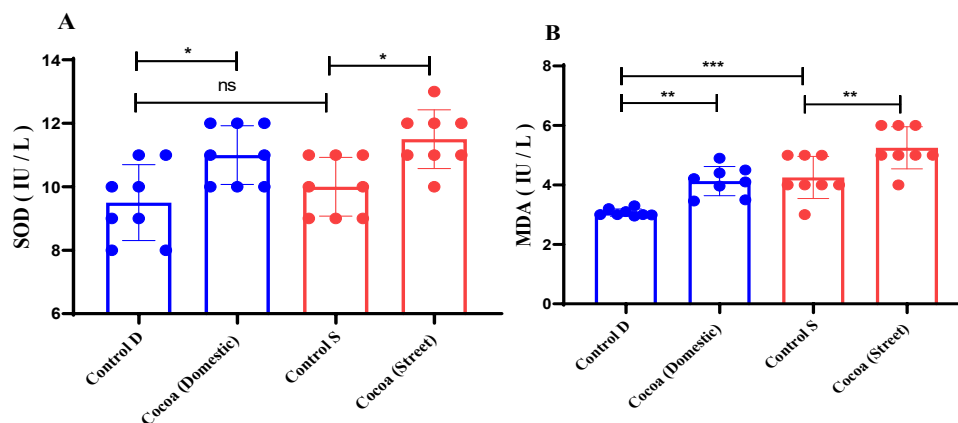 A
SOD ( IU / L )
14
12
10
8
6
*
ns
*
Control D
Cocoa (Domestic)
Control S
Cocoa (Street)
B
MDA ( IU / L )
8
6
4
2
0
***
**
**
Control D
Cocoa (Domestic)
Control S
Cocoa (Street)